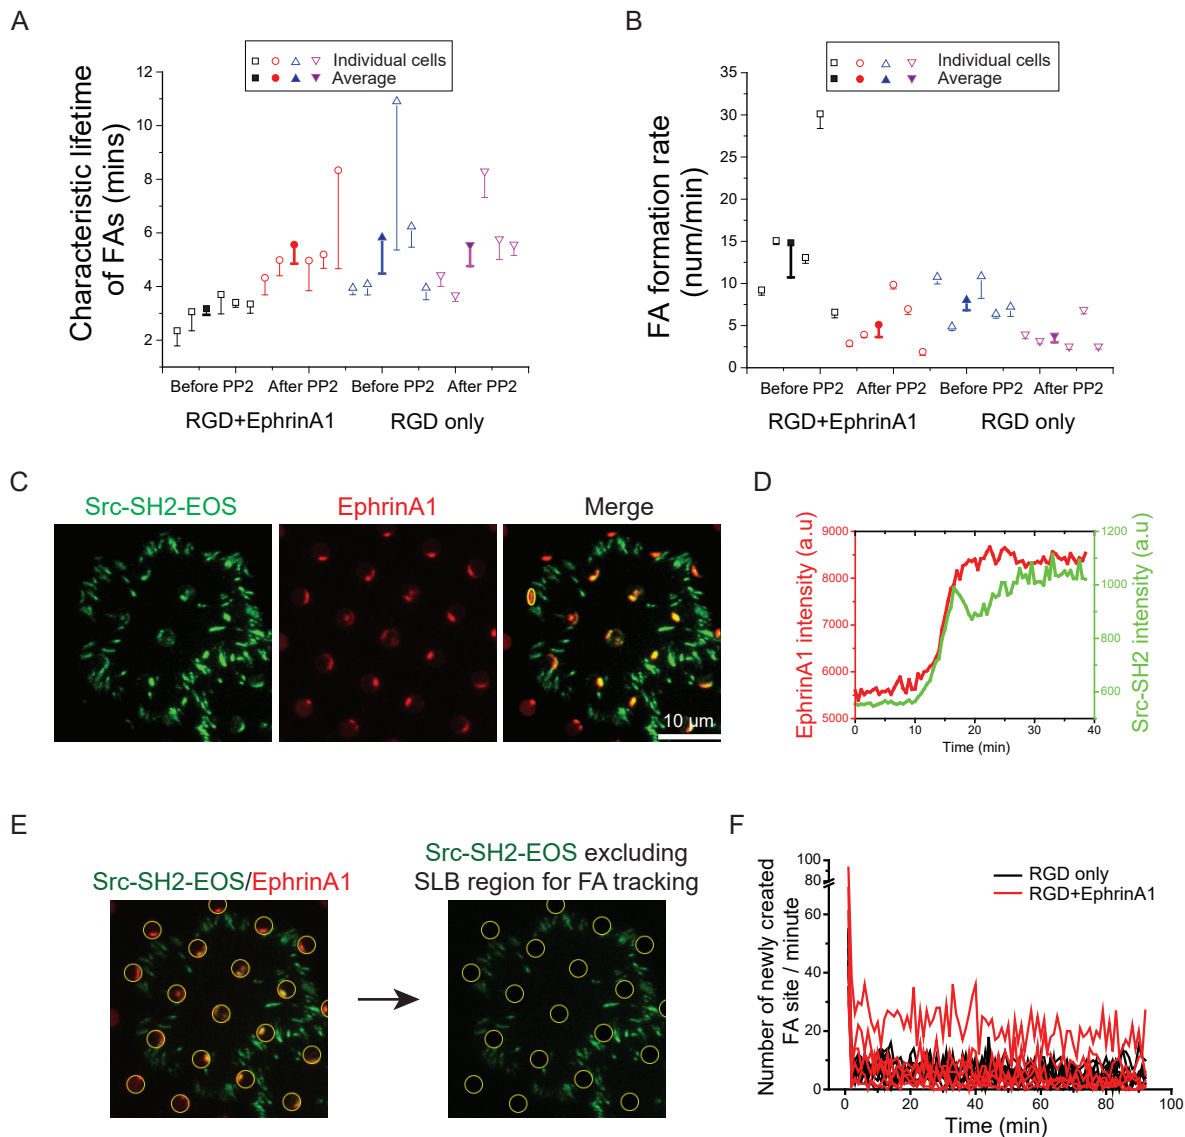 A
Individual cells
Average
Characteristic lifetime
of FAs (mins)
12
10
8
6
4
2
Before PP2
After PP2
Before PP2
After PP2
RGD+EphrinA1
RGD only
B
Individual cells
Average
FA formation rate
(num/min)
35
30
25
20
15
10
5
0
Before PP2
After PP2
Before PP2
After PP2
RGD+EphrinA1
RGD only
C
Src-SH2-EOS
EphrinA1
Merge
10 µm
D
EphrinA1 intensity (a.u)
9000
8000
7000
6000
5000
1200
1000
800
600
Src-SH2 intensity (a.u)
0
10
20
30
40
Time (min)
E
Src-SH2-EOS/EphrinA1
Src-SH2-EOS excluding
SLB region for FA tracking
F
Number of newly created
FA site / minute
100
80
60
40
20
0
RGD only
RGD+EphrinA1
0
20
40
60
80
100
Time (min)